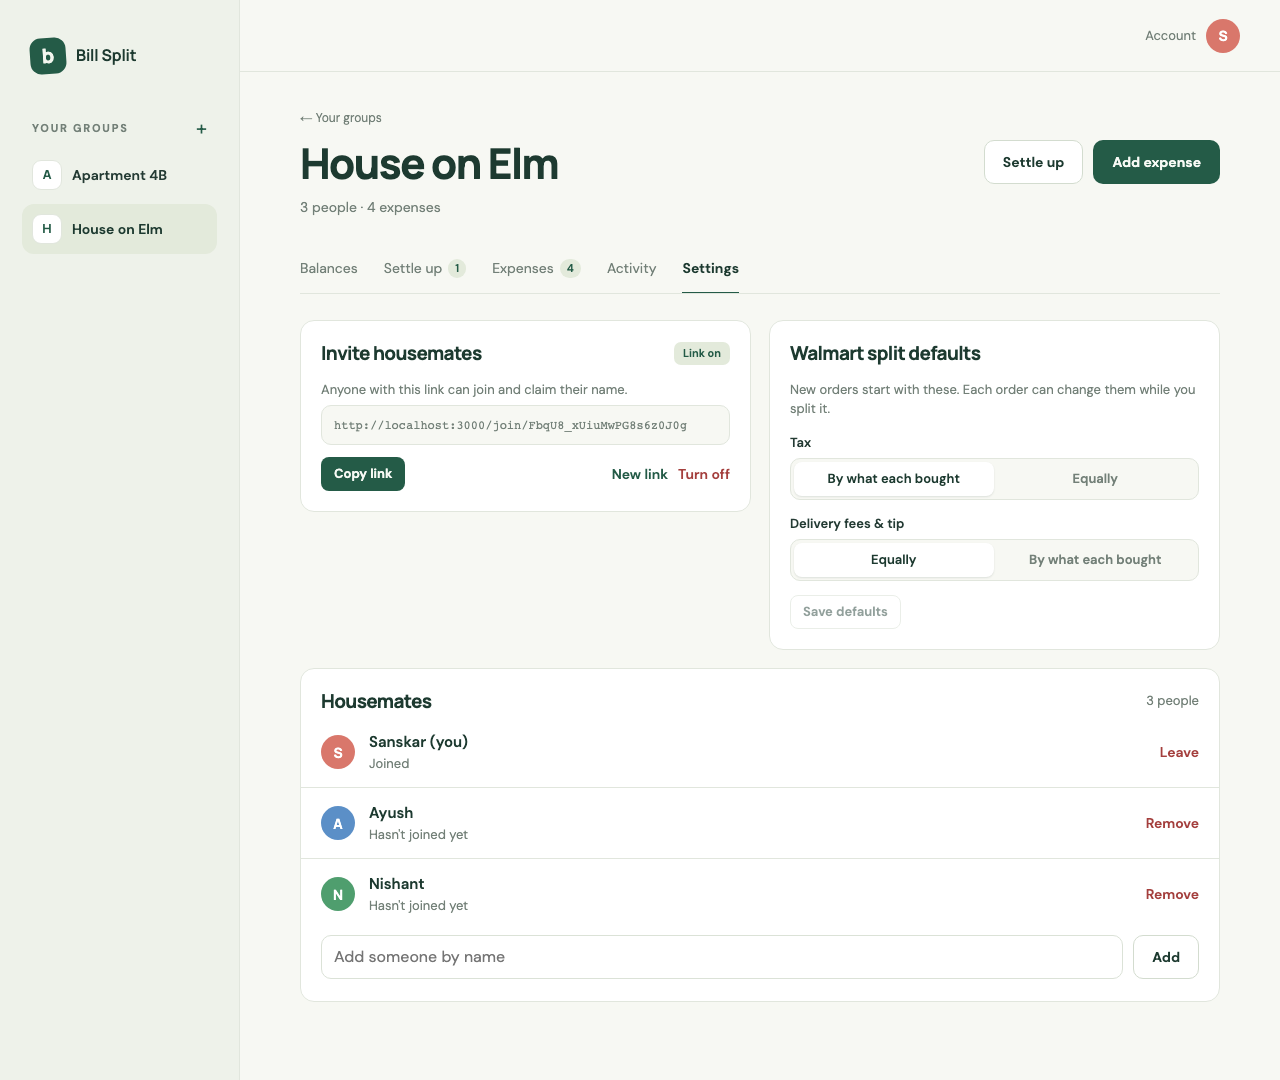 b Bill Split
YOUR GROUPS +
A Apartment 4B
H House on Elm
Account S
← Your groups
House on Elm
Settle up
Add expense
3 people · 4 expenses
Balances Settle up 1 Expenses 4 Activity Settings
Invite housemates
Link on
Anyone with this link can join and claim their name.
http://localhost:3000/join/FbqU8_xUiuMwPG8s6z0J0g
Copy link
New link Turn off
Walmart split defaults
New orders start with these. Each order can change them while you
split it.
Tax
By what each bought Equally
Delivery fees & tip
Equally By what each bought
Save defaults
Housemates
3 people
S Sanskar (you)
Joined
Leave
A Ayush
Hasn't joined yet
Remove
N Nishant
Hasn't joined yet
Remove
Add someone by name
Add